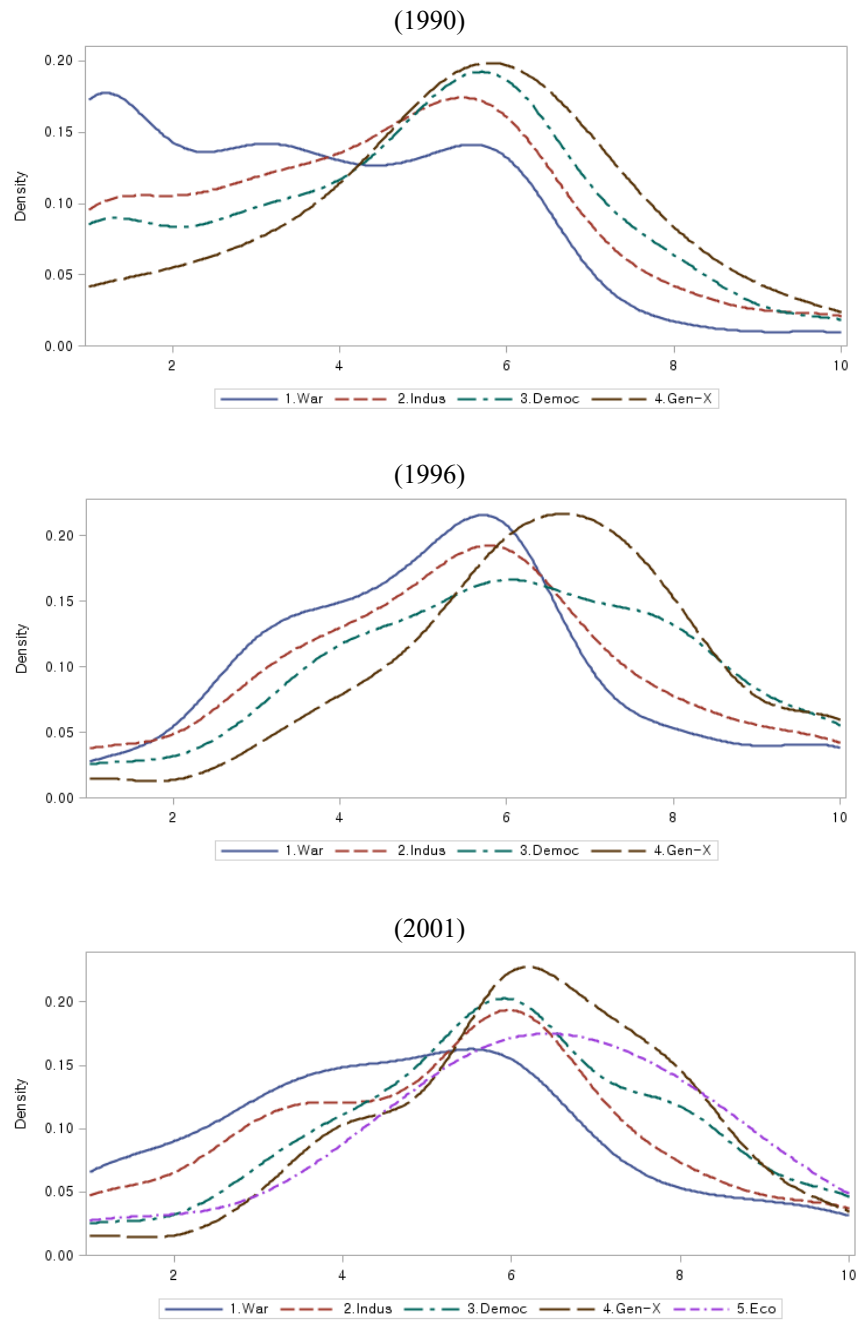 (1990)
0.20
0.15
0.10
0.05
0.00
Density
2 4 6 8 10
1.War 2.Indus 3.Democ 4.Gen-X
(1996)
0.20
0.15
0.10
0.05
0.00
Density
2 4 6 8 10
1.War 2.Indus 3.Democ 4.Gen-X
(2001)
0.20
0.15
0.10
0.05
0.00
Density
2 4 6 8 10
1.War 2.Indus 3.Democ 4.Gen-X 5.Eco